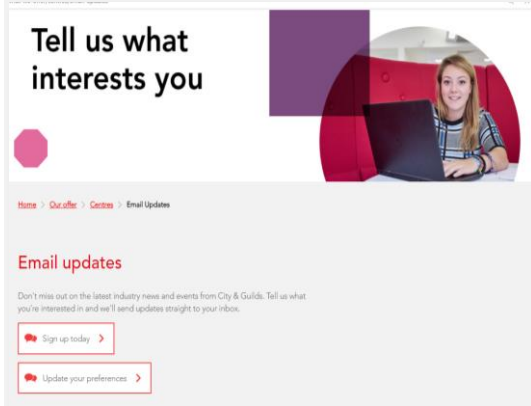 Tell us what
interests you
Home > Our offer > Centres > Email Updates
Email updates
Don't miss out on the latest industry news and events from City & Guilds. Tell us what
you're interested in and we'll send updates straight to your inbox.
Sign up today
Update your preferences